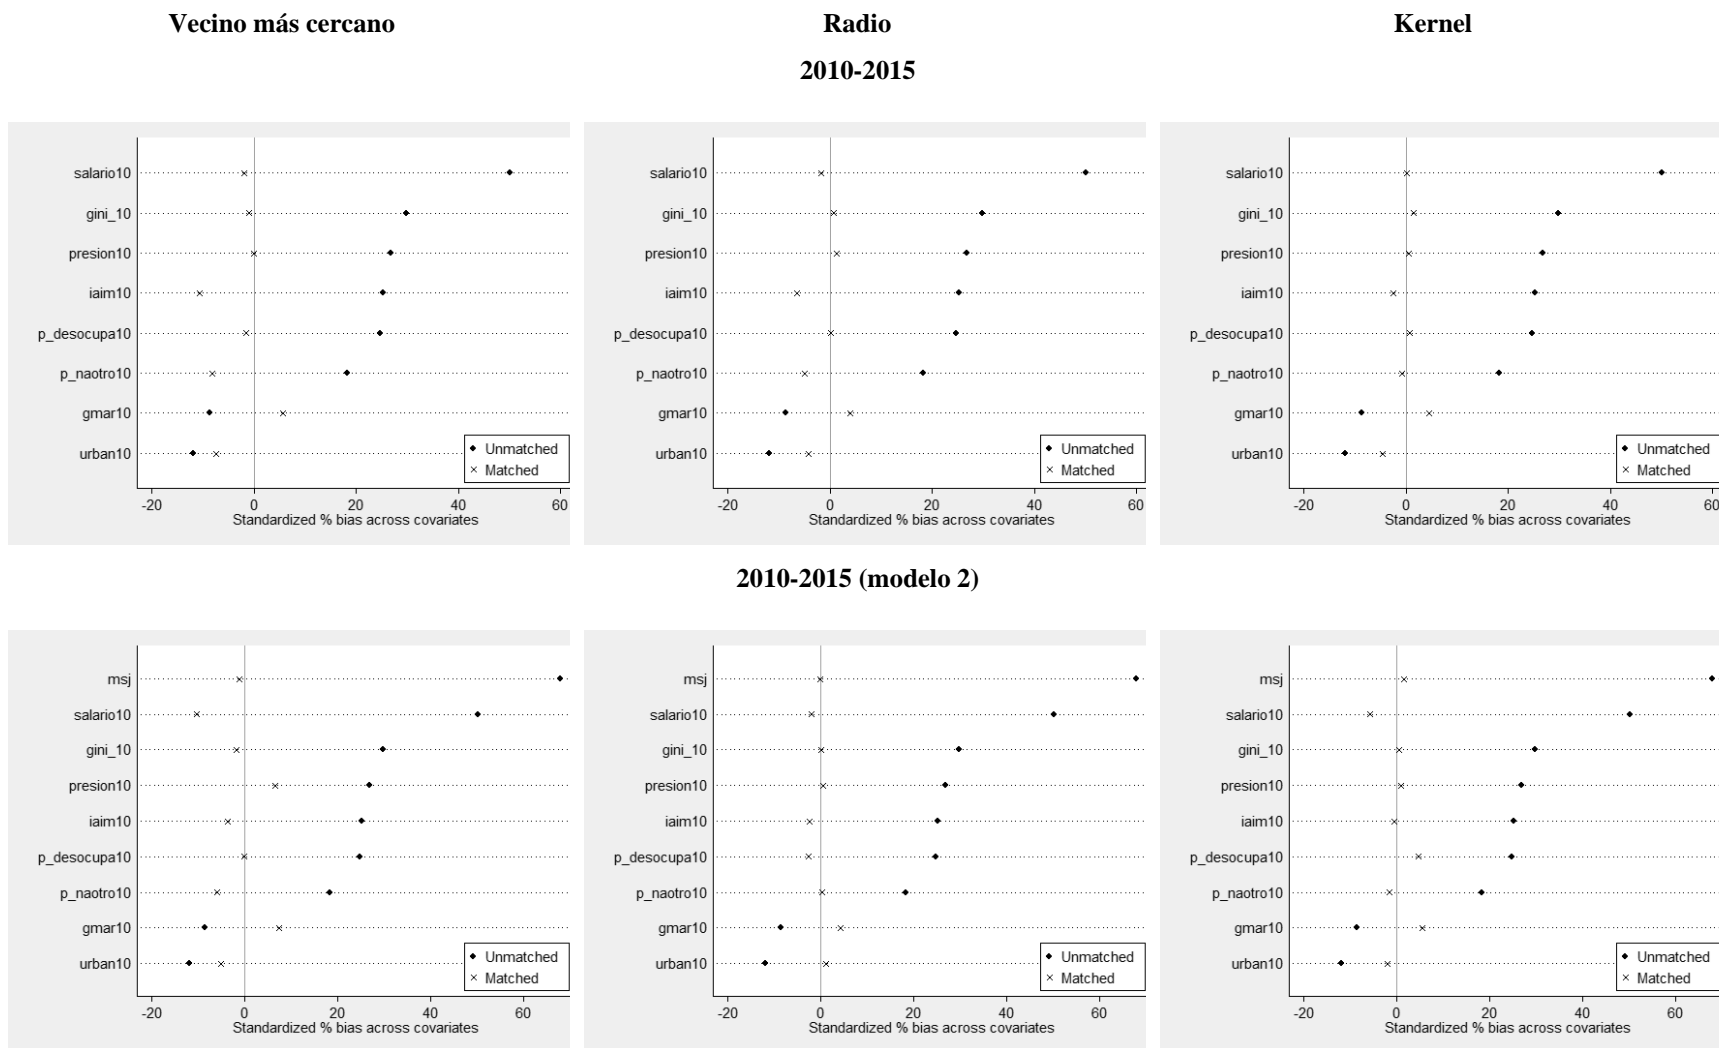 Vecino más cercano
Radio
Kernel
2010-2015
salario10
gini_10
presion10
iaim10
p_desocupa10
p_naotro10
gmar10
urban10
Unmatched
Matched
-20 0 20 40 60
Standardized % bias across covariates
salario10
gini_10
presion10
iaim10
p_desocupa10
p_naotro10
gmar10
urban10
Unmatched
Matched
-20 0 20 40 60
Standardized % bias across covariates
salario10
gini_10
presion10
iaim10
p_desocupa10
p_naotro10
gmar10
urban10
Unmatched
Matched
-20 0 20 40 60
Standardized % bias across covariates
2010-2015 (modelo 2)
msj
salario10
gini_10
presion10
iaim10
p_desocupa10
p_naotro10
gmar10
urban10
Unmatched
Matched
-20 0 20 40 60
Standardized % bias across covariates
msj
salario10
gini_10
presion10
iaim10
p_desocupa10
p_naotro10
gmar10
urban10
Unmatched
Matched
-20 0 20 40 60
Standardized % bias across covariates
msj
salario10
gini_10
presion10
iaim10
p_desocupa10
p_naotro10
gmar10
urban10
Unmatched
Matched
-20 0 20 40 60
Standardized % bias across covariates